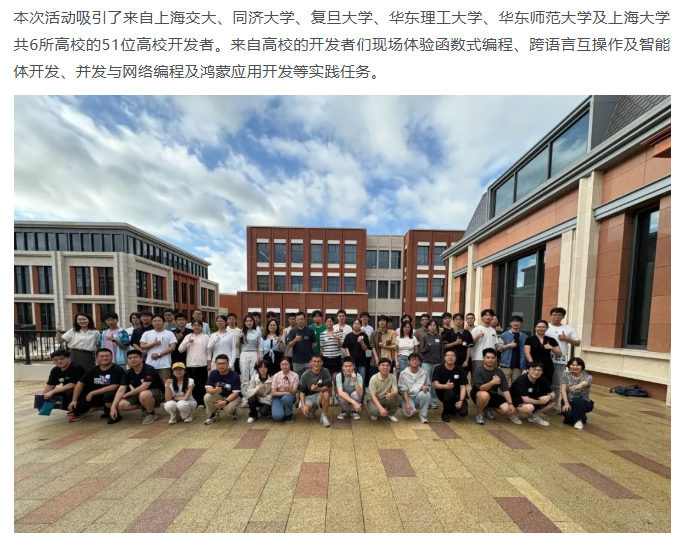 本次活动吸引了来自上海交大、同济大学、复旦大学、华东理工大学、华东师范大学及上海大学
共6所高校的51位高校开发者。来自高校的开发者们现场体验函数式编程、跨语言互操作及智能
体开发、并发与网络编程及鸿蒙应用开发等实践任务。